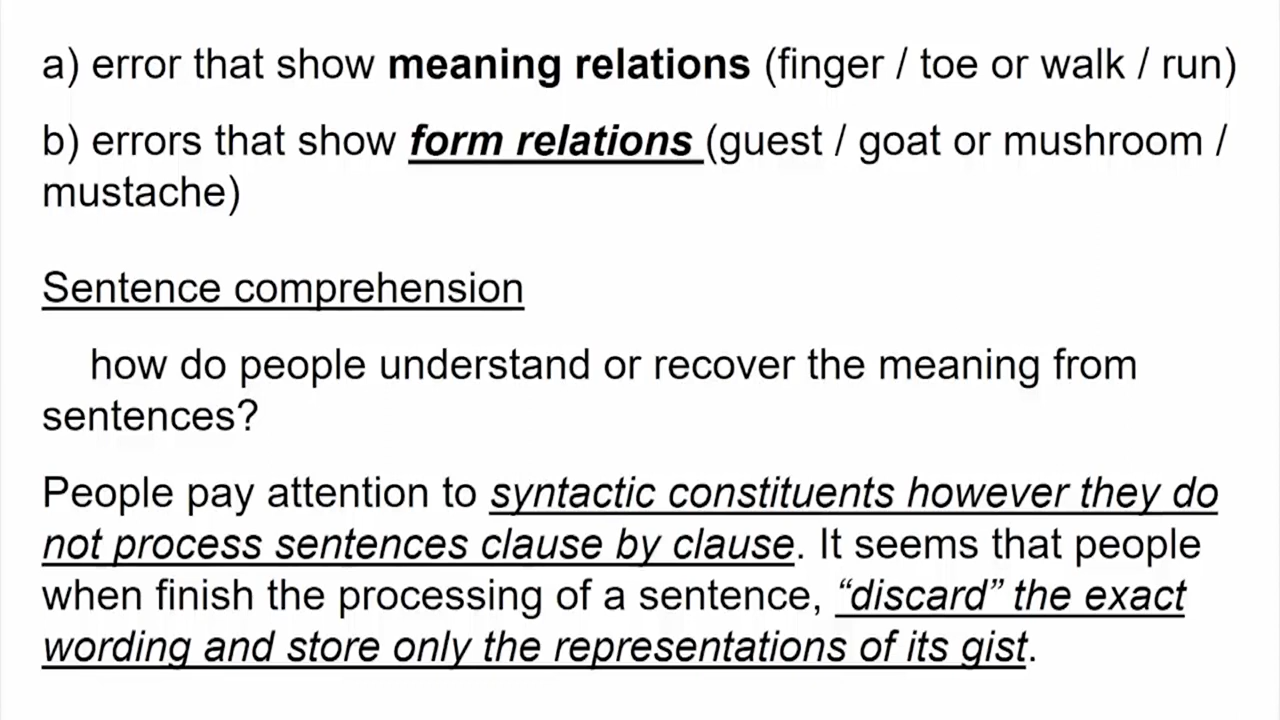 a) error that show meaning relations (finger / toe or walk / run)
b) errors that show form relations (guest / goat or mushroom /
mustache)
Sentence comprehension
how do people understand or recover the meaning from
sentences?
People pay attention to syntactic constituents however they do
not process sentences clause by clause. It seems that people
when finish the processing of a sentence, “discard” the exact
wording and store only the representations of its gist.